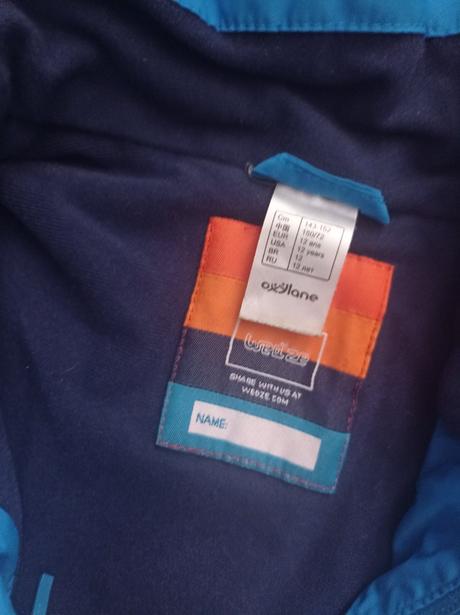 Cm 143-152
中国 150/72
EUR 12 ans
USA 12 years
BR 12
RU 12 лет
oxylane
wed'ze
SHARE WITH US AT
WEDZE.COM
NAME: